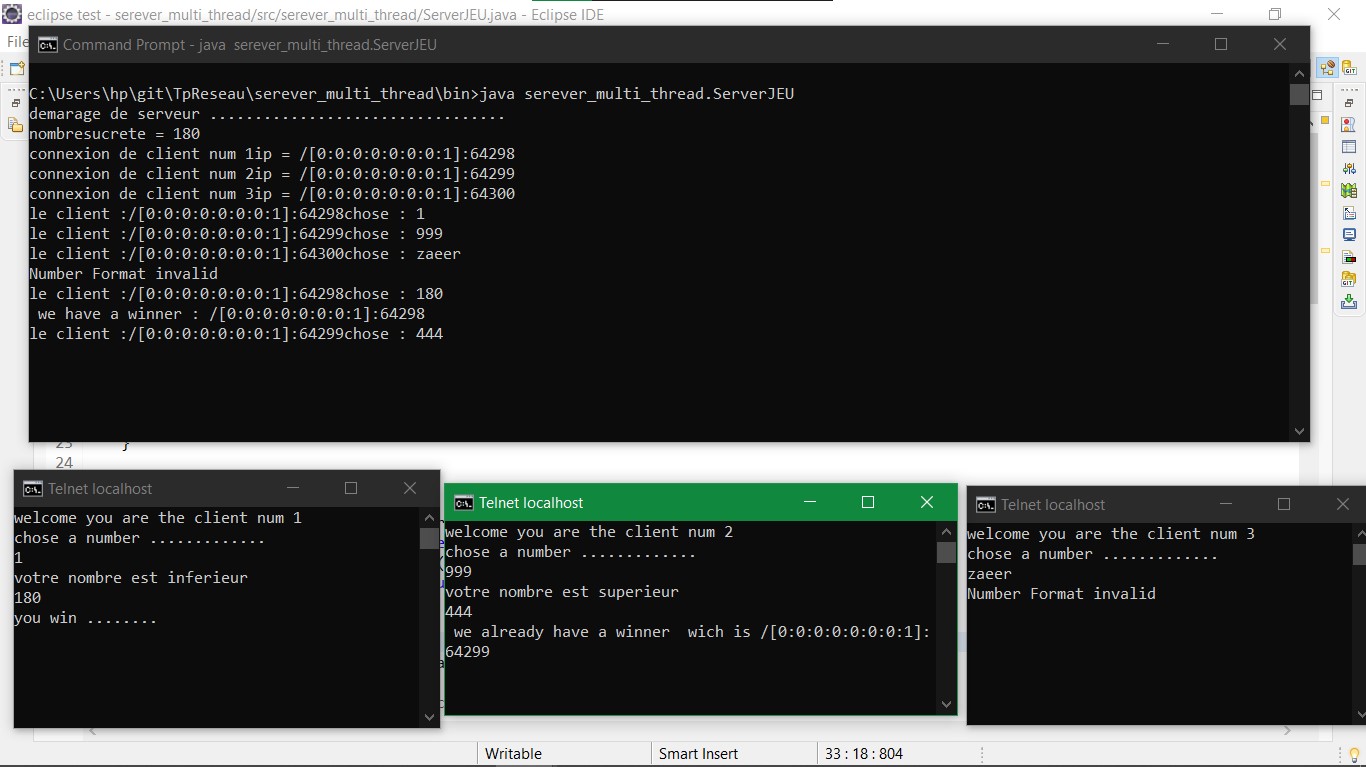 eclipse test - serever_multi_thread/src/serever_multi_thread/ServerJEU.java - Eclipse IDE
File
Command Prompt - java serever_multi_thread.ServerJEU
C:\Users\hp\git\TpReseau\serever_multi_thread\bin>java serever_multi_thread.ServerJEU
demarage de serveur .................................
nombresucrete = 180
connexion de client num 1ip = /[0:0:0:0:0:0:0:1]:64298
connexion de client num 2ip = /[0:0:0:0:0:0:0:1]:64299
connexion de client num 3ip = /[0:0:0:0:0:0:0:1]:64300
le client :/[0:0:0:0:0:0:0:1]:64298chose : 1
le client :/[0:0:0:0:0:0:0:1]:64299chose : 999
le client :/[0:0:0:0:0:0:0:1]:64300chose : zaeer
Number Format invalid
le client :/[0:0:0:0:0:0:0:1]:64298chose : 180
we have a winner : /[0:0:0:0:0:0:0:1]:64298
le client :/[0:0:0:0:0:0:0:1]:64299chose : 444
23 }
24
Telnet localhost
welcome you are the client num 1
chose a number .............
1
votre nombre est inferieur
180
you win ........
Telnet localhost
welcome you are the client num 2
chose a number .............
999
votre nombre est superieur
444
we already have a winner  wich is /[0:0:0:0:0:0:0:1]:
64299
Telnet localhost
welcome you are the client num 3
chose a number .............
zaeer
Number Format invalid
Writable
Smart Insert
33 : 18 : 804